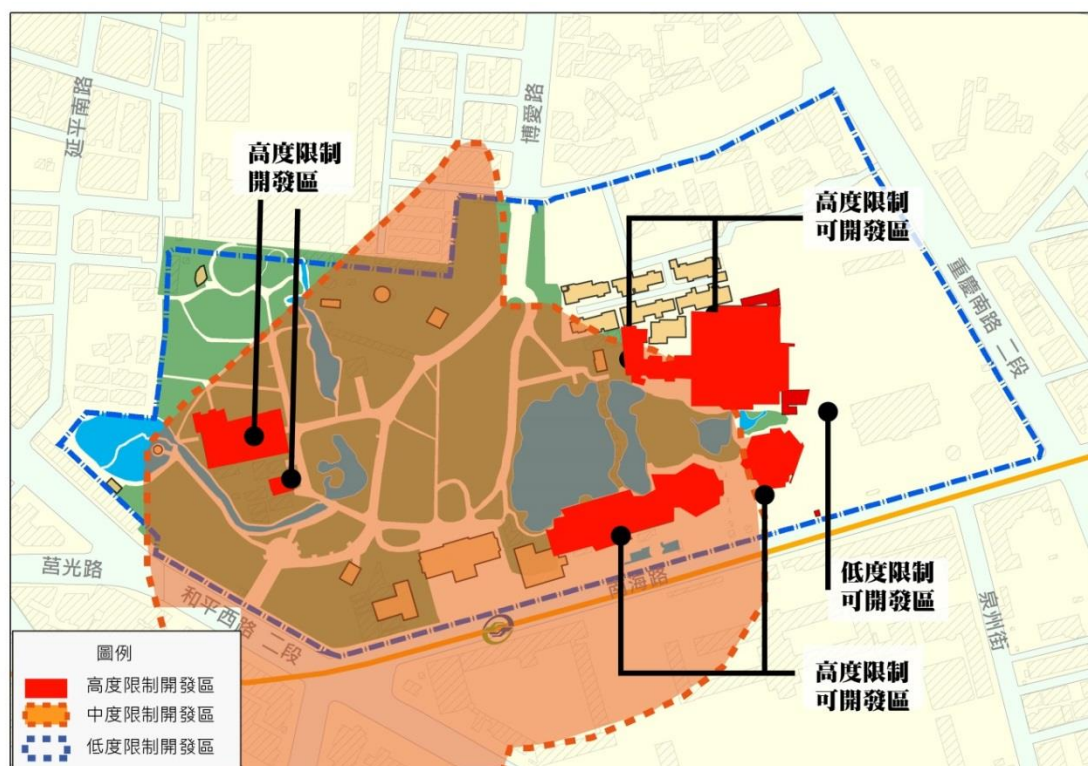 延平南路
博愛路
高度限制
開發區
高度限制
可開發區
重慶南路 二段
低度限制
可開發區
莒光路
和平西路 二段
南海路
泉州街
高度限制
可開發區
圖例
高度限制開發區
中度限制開發區
低度限制開發區